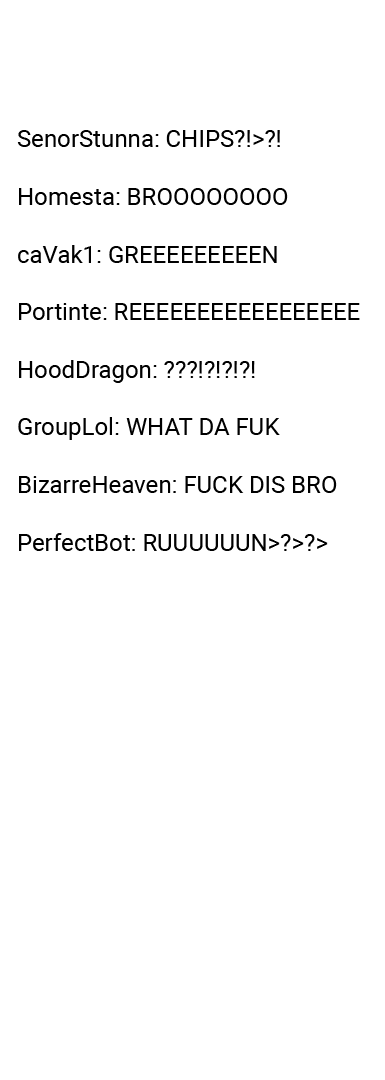 SenorStunna: CHIPS?!>?!
Homesta: BROOOOOOOO
caVak1: GREEEEEEEEEN
Portinte: REEEEEEEEEEEEEEEEE
HoodDragon: ???!?!?!?!
GroupLol: WHAT DA FUK
BizarreHeaven: FUCK DIS BRO
PerfectBot: RUUUUUUN>?>?>